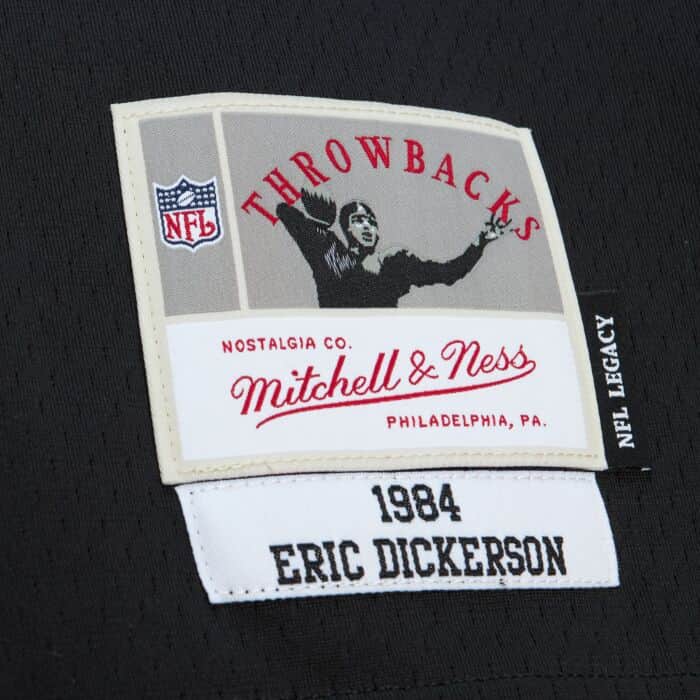 THROWBACKS
NFL
NOSTALGIA CO.
Mitchell & Ness
PHILADELPHIA, PA.
NFL LEGACY
1984
ERIC DICKERSON